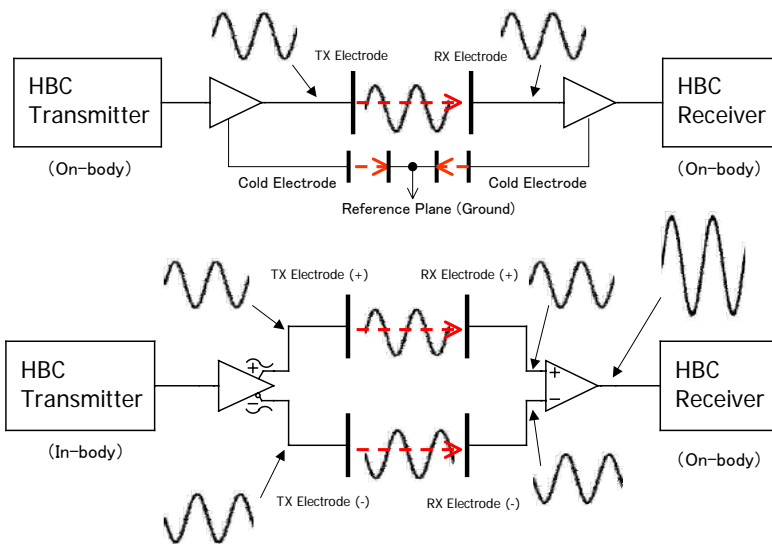 TX Electrode
RX Electrode
HBC
Transmitter
HBC
Receiver
(On-body)
(On-body)
Cold Electrode
Cold Electrode
Reference Plane (Ground)
TX Electrode (+)
RX Electrode (+)
HBC
Transmitter
+
−
+
−
HBC
Receiver
(In-body)
(On-body)
TX Electrode (-)
RX Electrode (-)